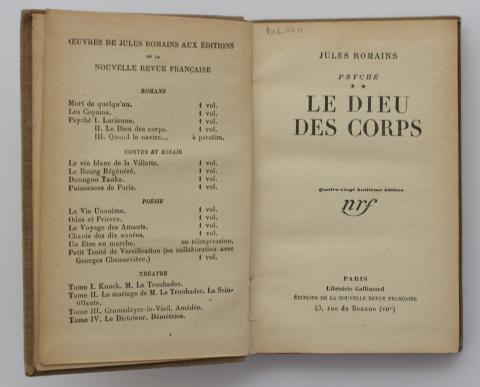 ŒUVRES DE JULES ROMAINS AUX ÉDITIONS
DE LA
NOUVELLE REVUE FRANÇAISE
ROMANS
Mort de quelqu'un. 1 vol.
Les Copains. 1 vol.
Psyché I. Lucienne. 1 vol.
II. Le Dieu des corps. 1 vol.
III. Quand le navire... à paraître.
CONTES ET ESSAIS
Le vin blanc de la Villette. 1 vol.
Le Bourg Régénéré. 1 vol.
Donogoo Tonka. 1 vol.
Puissances de Paris. 1 vol.
POÉSIE
La Vie Unanime. 1 vol.
Odes et Prières. 1 vol.
Le Voyage des Amants. 1 vol.
Chants des dix années. 1 vol.
Un Etre en marche. en réimpression.
Petit Traité de Versification (en collaboration avec
Georges Chennevière.) 1 vol.
THÉATRE
Tome I. Knock. M. Le Trouhadec.
Tome II. Le mariage de M. Le Trouhadec. La Scin-
tillante.
Tome III. Cromedeyre-le-Vieil. Amédée.
Tome IV. Le Dictateur. Démétrios.
JULES ROMAINS
PSYCHÉ
**
LE DIEU
DES CORPS
Quatre-vingt-huitième édition
nrf
PARIS
Librairie Gallimard
ÉDITIONS DE LA NOUVELLE REVUE FRANÇAISE
43, rue de Beaune (VIIme)